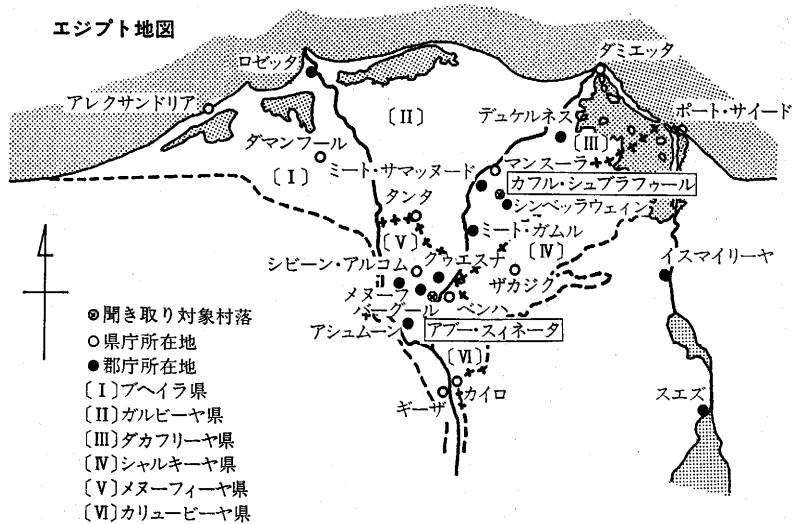 エジプト地図
ダミエッタ
ロゼッタ
アレクサンドリア
ポート・サイード
〔Ⅱ〕
デュケルネス
〔Ⅲ〕
ダマンフール
〔Ⅰ〕
ミート・サマッヌード
マンスーラ
カフル・シュブラフゥール
タンタ
シンベッラウェイン
ミート・ガムル
〔Ⅴ〕
〔Ⅳ〕
シビーン・アルコム
クゥエスナ
ザカジク
イスマイリーヤ
メヌーフ
バーグール
ベンハ
アシュムーン
アブー・スィネータ
〔Ⅵ〕
カイロ
ギーザ
スエズ
聞き取り対象村落
県庁所在地
郡庁所在地
〔Ⅰ〕ブヘイラ県
〔Ⅱ〕ガルビーヤ県
〔Ⅲ〕ダカフリーヤ県
〔Ⅳ〕シャルキーヤ県
〔Ⅴ〕メヌーフィーヤ県
〔Ⅵ〕カリュービーヤ県